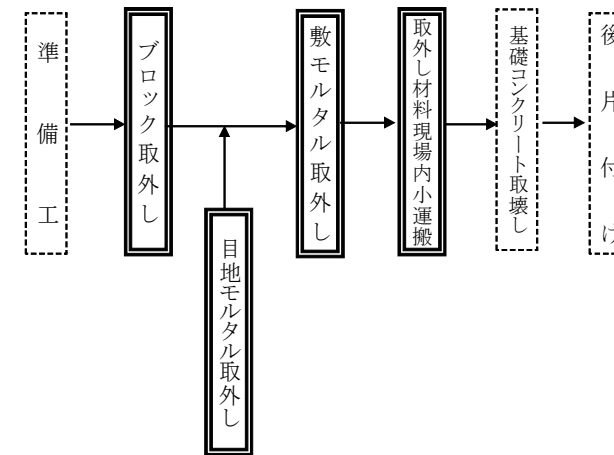 準備工
ブロック取外し
目地モルタル取外し
敷モルタル取外し
取外し材料現場内小運搬
基礎コンクリート取壊し
後片付け